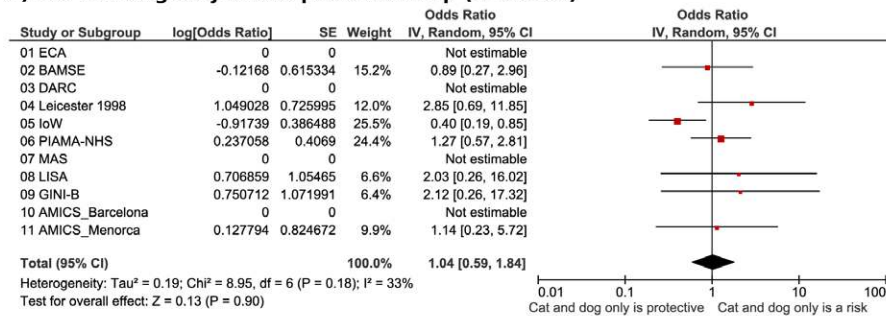 Odds Ratio Odds Ratio
Study or Subgroup log[Odds Ratio] SE Weight IV, Random, 95% CI IV, Random, 95% CI
01 ECA 0 0 Not estimable
02 BAMSE -0.12168 0.615334 15.2% 0.89 [0.27, 2.96]
03 DARC 0 0 Not estimable
04 Leicester 1998 1.049028 0.725995 12.0% 2.85 [0.69, 11.85]
05 IoW -0.91739 0.386488 25.5% 0.40 [0.19, 0.85]
06 PIAMA-NHS 0.237058 0.4069 24.4% 1.27 [0.57, 2.81]
07 MAS 0 0 Not estimable
08 LISA 0.706859 1.05465 6.6% 2.03 [0.26, 16.02]
09 GINI-B 0.750712 1.071991 6.4% 2.12 [0.26, 17.32]
10 AMICS_Barcelona 0 0 Not estimable
11 AMICS_Menorca 0.127794 0.824672 9.9% 1.14 [0.23, 5.72]
Total (95% CI) 100.0% 1.04 [0.59, 1.84]
Heterogeneity: Tau² = 0.19; Chi² = 8.95, df = 6 (P = 0.18); I² = 33%
Test for overall effect: Z = 0.13 (P = 0.90)
0.01 0.1 1 10 100
Cat and dog only is protective Cat and dog only is a risk